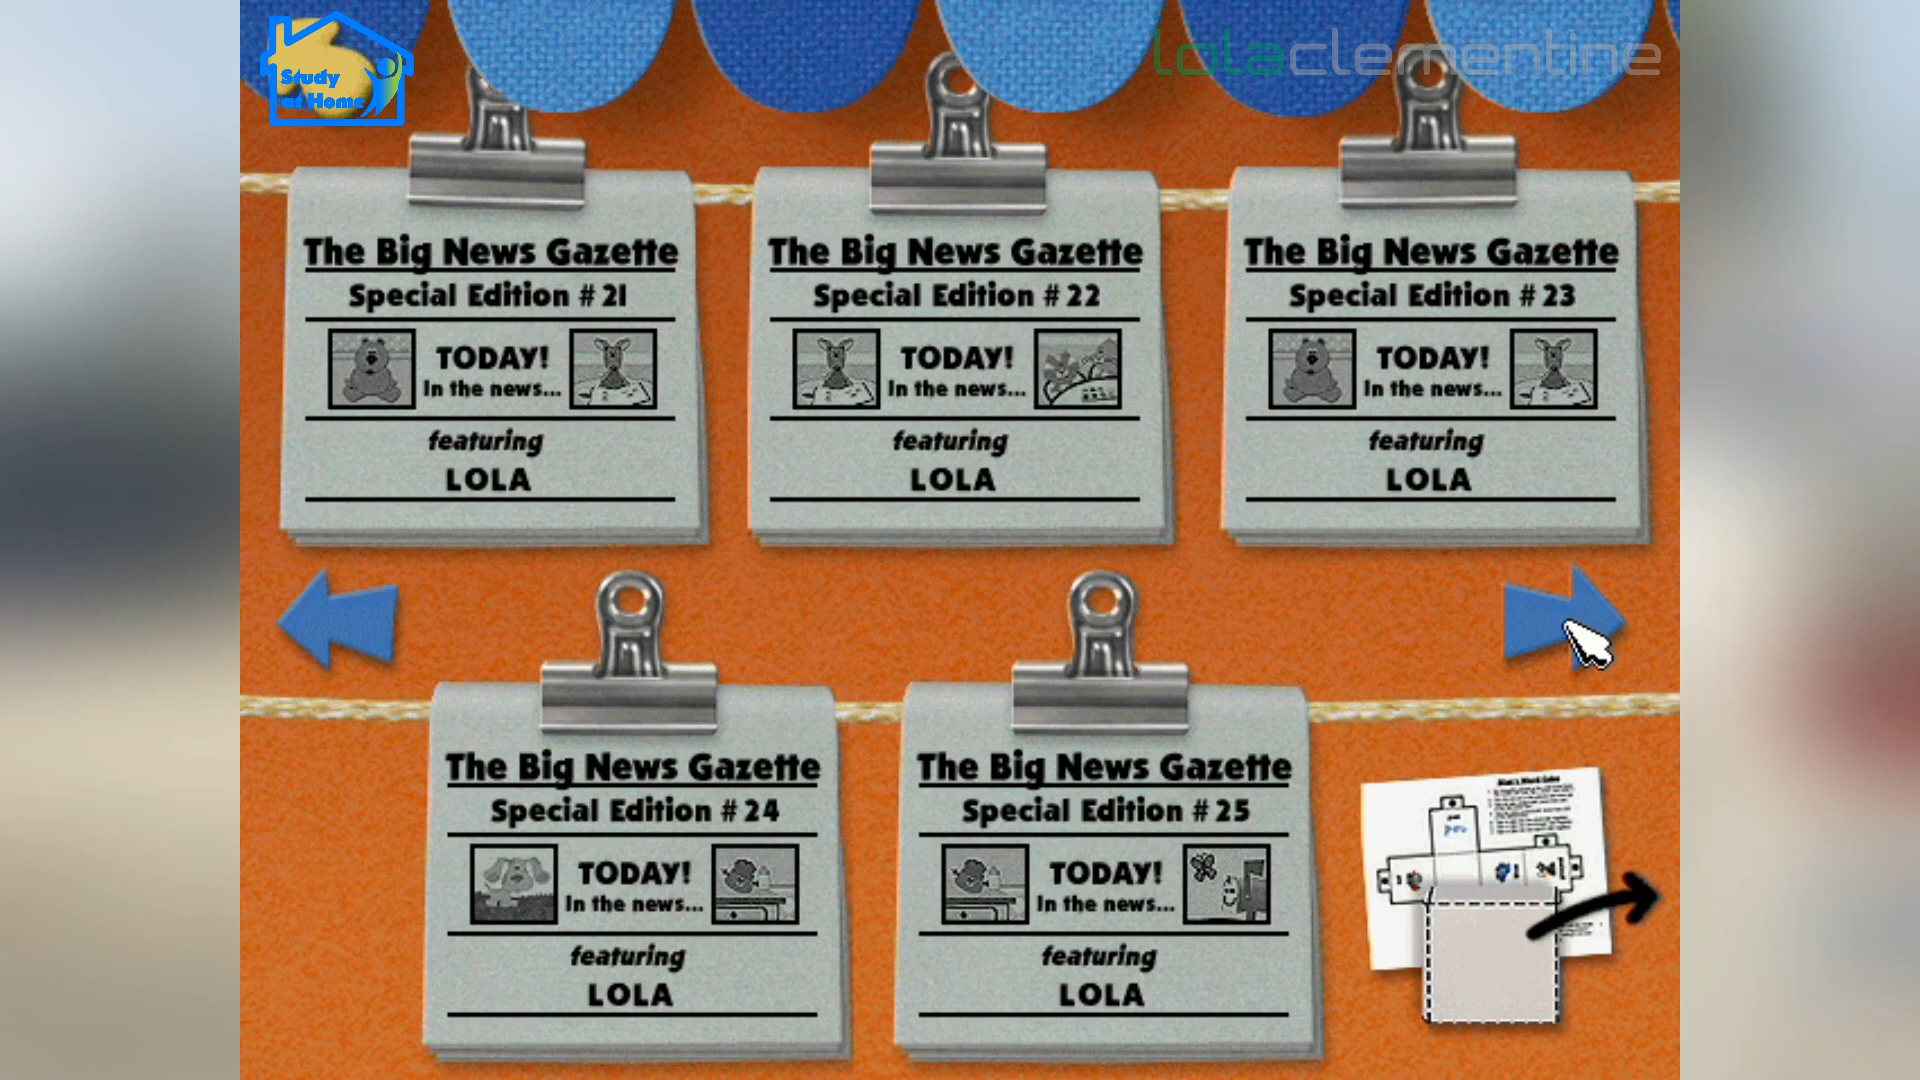 Study
at Home
lolaclementine
The Big News Gazette
Special Edition # 21
TODAY!
In the news...
featuring
LOLA
The Big News Gazette
Special Edition # 22
TODAY!
In the news...
featuring
LOLA
The Big News Gazette
Special Edition # 23
TODAY!
In the news...
featuring
LOLA
The Big News Gazette
Special Edition # 24
TODAY!
In the news...
featuring
LOLA
The Big News Gazette
Special Edition # 25
TODAY!
In the news...
featuring
LOLA